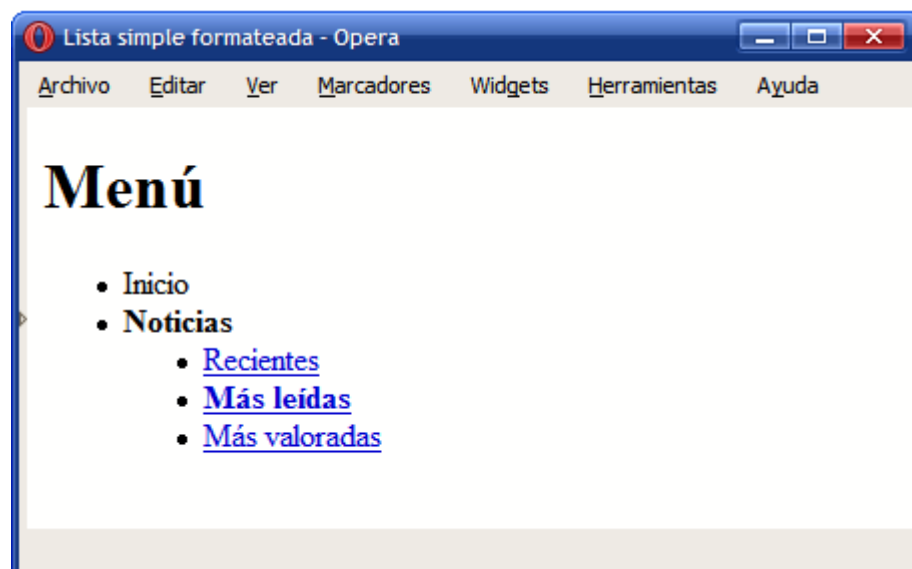 Lista simple formateada - Opera
Archivo Editar Ver Marcadores Widgets Herramientas Ayuda
Menú
Inicio
Noticias
Recientes
Más leídas
Más valoradas